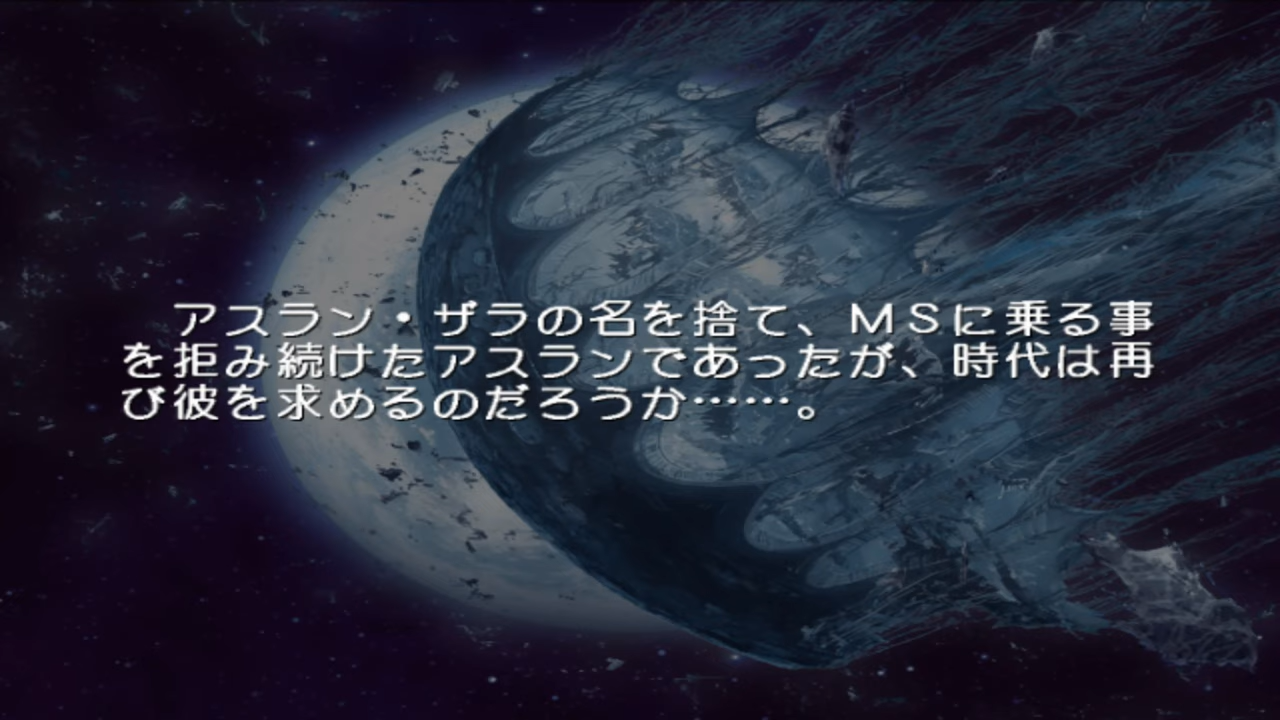 アスラン・ザラの名を捨て、ＭＳに乗る事
を拒み続けたアスランであったが、時代は再
び彼を求めるのだろうか……。